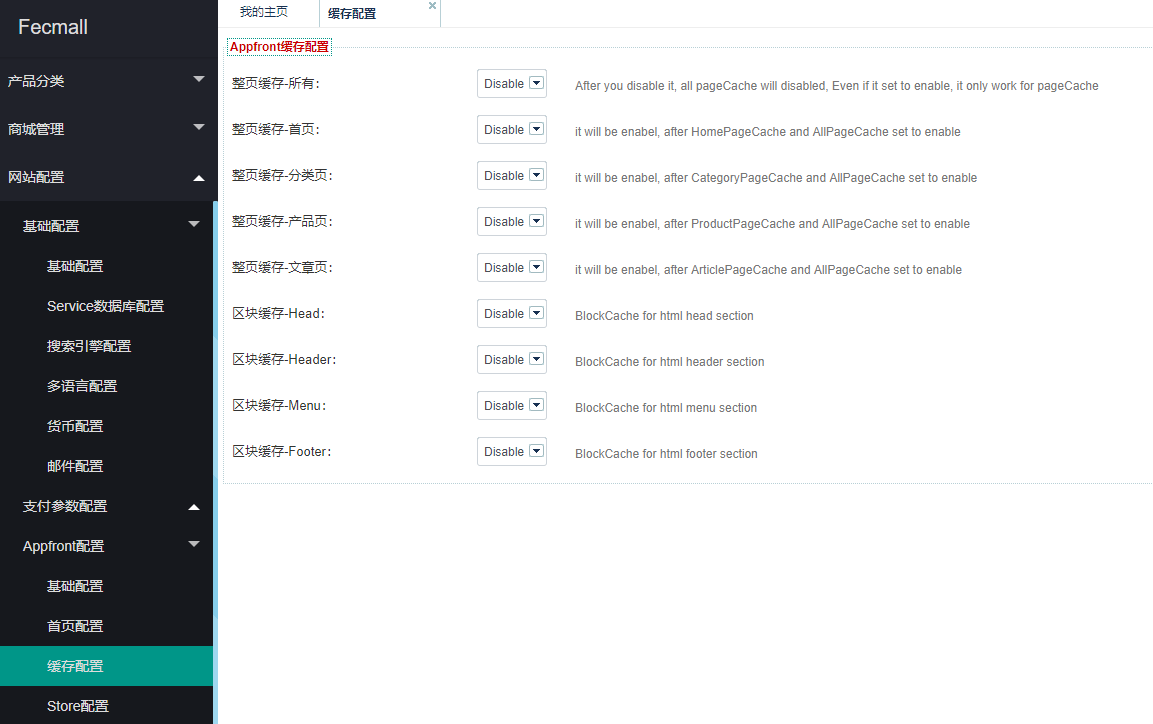 Fecmall
产品分类
商城管理
网站配置
基础配置
基础配置
Service数据库配置
搜索引擎配置
多语言配置
货币配置
邮件配置
支付参数配置
Appfront配置
基础配置
首页配置
缓存配置
Store配置
我的主页 缓存配置
Appfront缓存配置
整页缓存-所有: Disable After you disable it, all pageCache will disabled, Even if it set to enable, it only work for pageCache
整页缓存-首页: Disable it will be enabel, after HomePageCache and AllPageCache set to enable
整页缓存-分类页: Disable it will be enabel, after CategoryPageCache and AllPageCache set to enable
整页缓存-产品页: Disable it will be enabel, after ProductPageCache and AllPageCache set to enable
整页缓存-文章页: Disable it will be enabel, after ArticlePageCache and AllPageCache set to enable
区块缓存-Head: Disable BlockCache for html head section
区块缓存-Header: Disable BlockCache for html header section
区块缓存-Menu: Disable BlockCache for html menu section
区块缓存-Footer: Disable BlockCache for html footer section